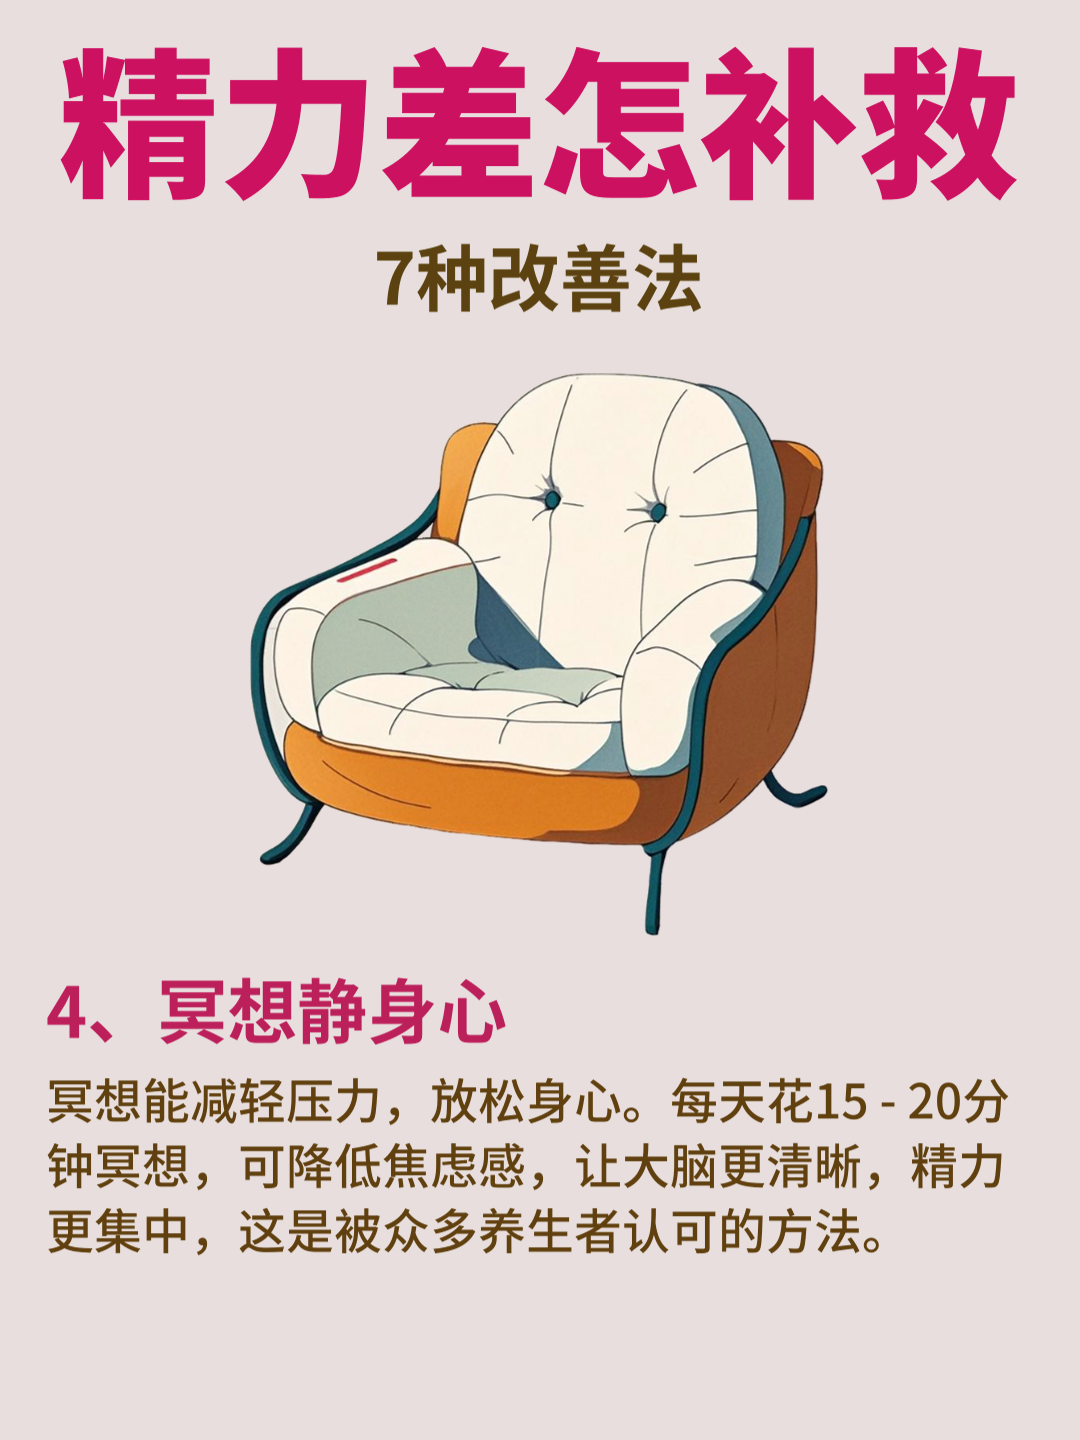 精力差怎补救
7种改善法
4、冥想静身心
冥想能减轻压力，放松身心。每天花15 - 20分
钟冥想，可降低焦虑感，让大脑更清晰，精力
更集中，这是被众多养生者认可的方法。